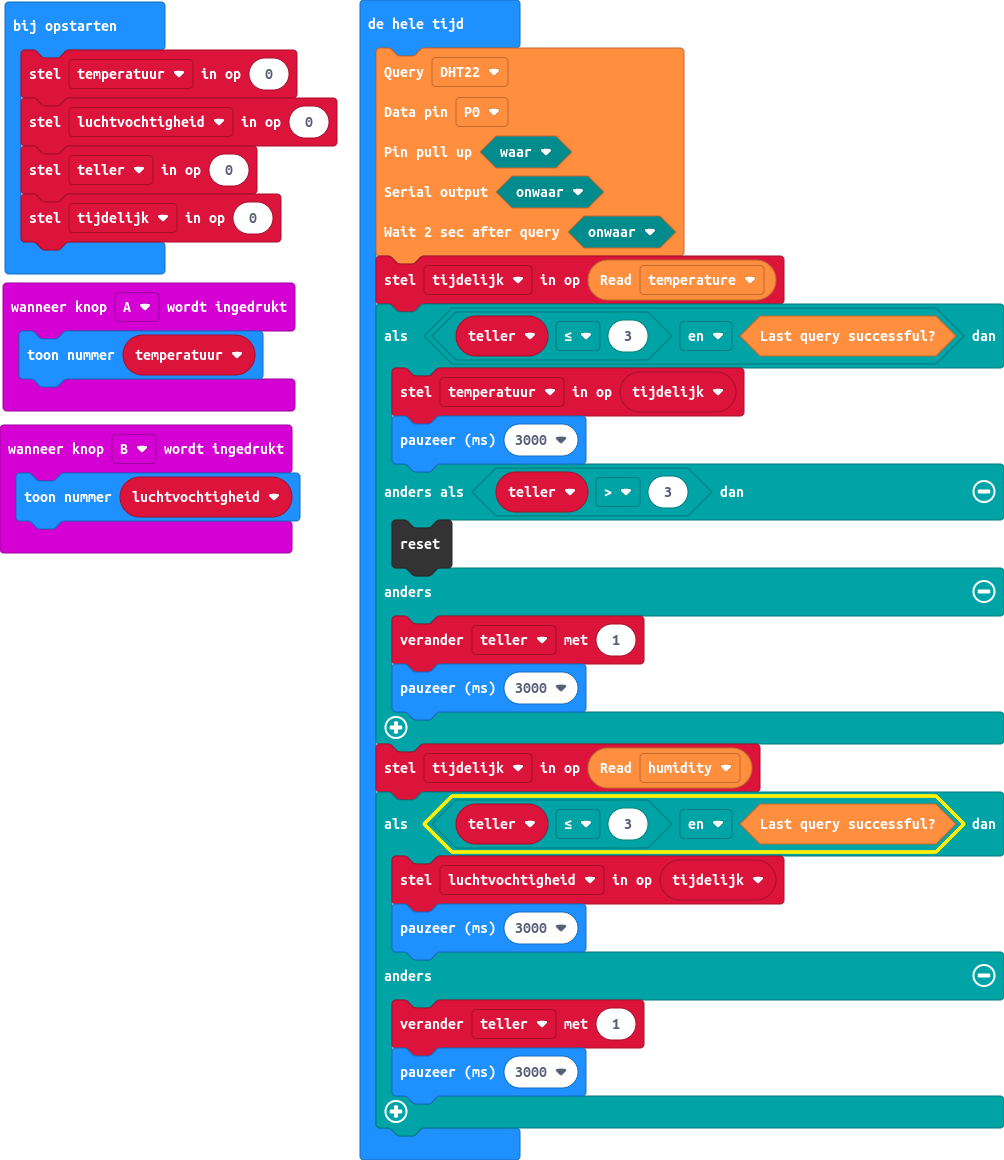 bij opstarten
stel temperatuur in op 0
stel luchtvochtigheid in op 0
stel teller in op 0
stel tijdelijk in op 0
wanneer knop A wordt ingedrukt
toon nummer temperatuur
wanneer knop B wordt ingedrukt
toon nummer luchtvochtigheid
de hele tijd
Query DHT22
Data pin P0
Pin pull up waar
Serial output onwaar
Wait 2 sec after query onwaar
stel tijdelijk in op Read temperature
als teller ≤ 3 en Last query successful? dan
stel temperatuur in op tijdelijk
pauzeer (ms) 3000
anders als teller > 3 dan
reset
anders
verander teller met 1
pauzeer (ms) 3000
stel tijdelijk in op Read humidity
als teller ≤ 3 en Last query successful? dan
stel luchtvochtigheid in op tijdelijk
pauzeer (ms) 3000
anders
verander teller met 1
pauzeer (ms) 3000